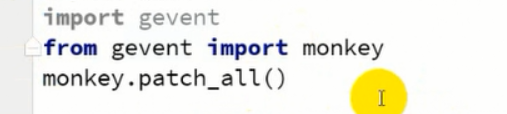 import gevent
from gevent import monkey
monkey.patch_all()